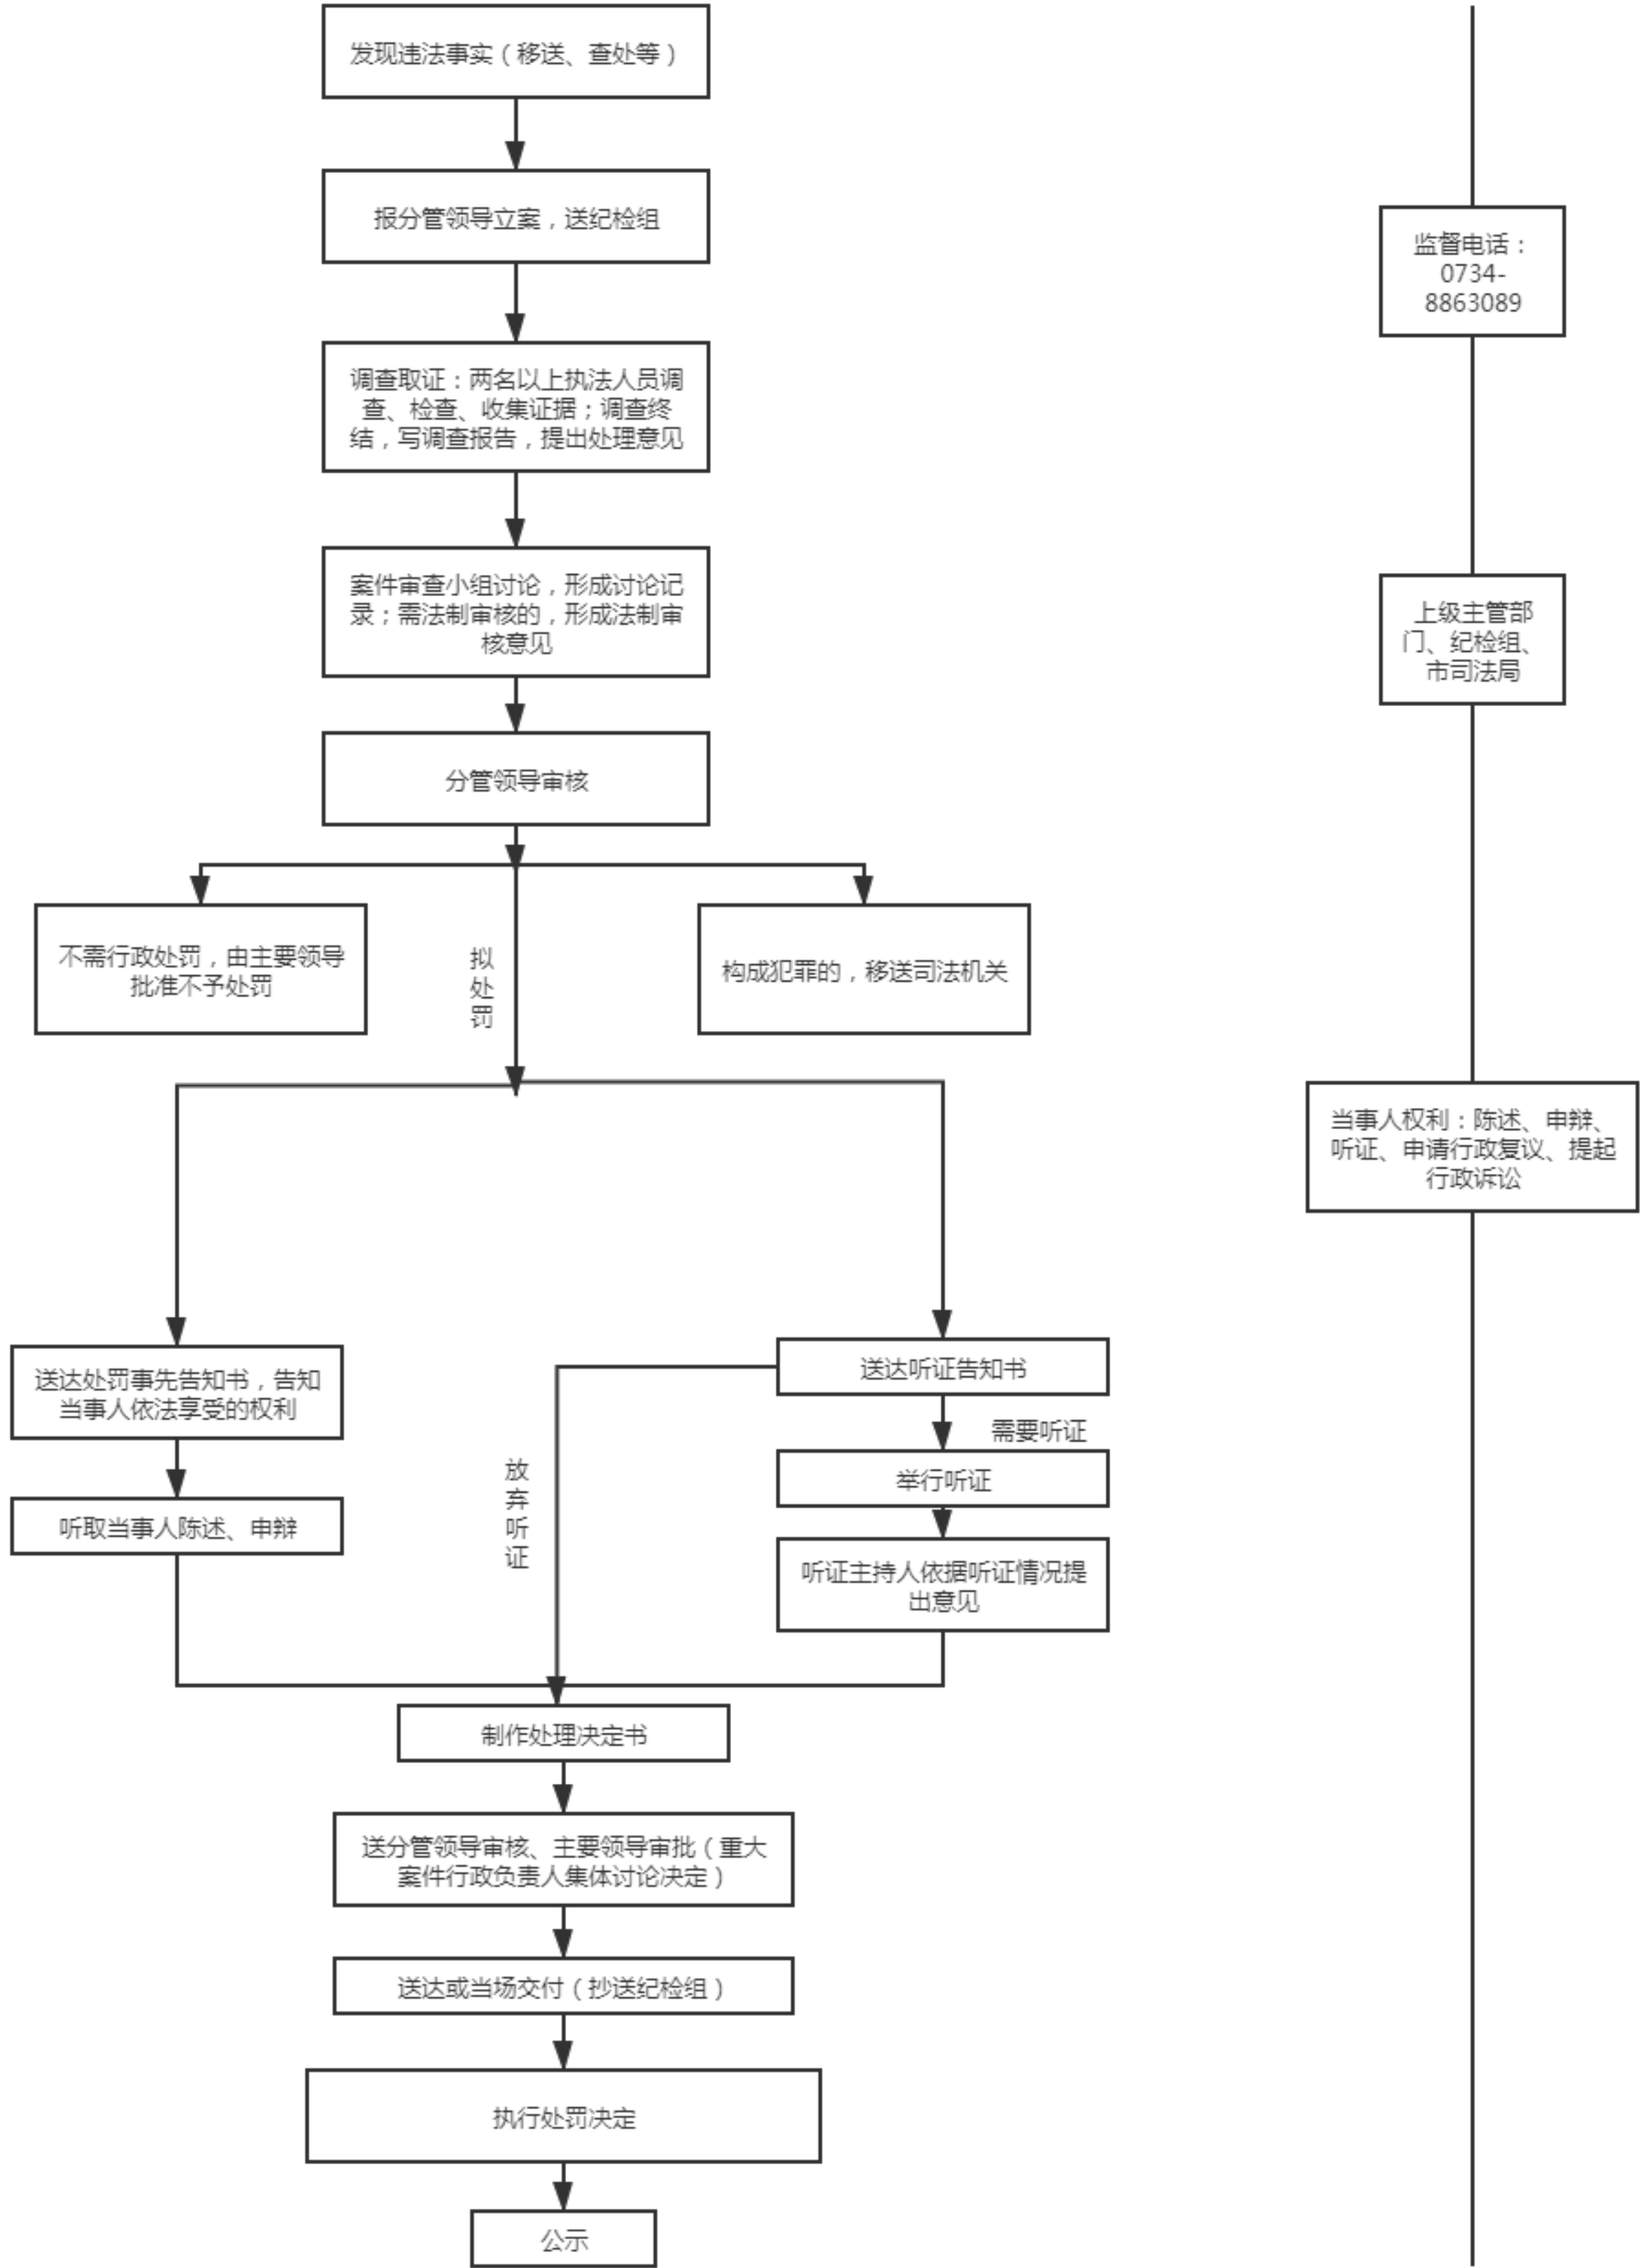 发现违法事实（移送、查处等）
报分管领导立案，送纪检组
调查取证：两名以上执法人员调
查、检查、收集证据；调查终
结，写调查报告，提出处理意见
案件审查小组讨论，形成讨论记
录；需法制审核的，形成法制审
核意见
分管领导审核
不需行政处罚，由主要领导
批准不予处罚
拟
处
罚
构成犯罪的，移送司法机关
送达处罚事先告知书，告知
当事人依法享受的权利
听取当事人陈述、申辩
放
弃
听
证
送达听证告知书
需要听证
举行听证
听证主持人依据听证情况提
出意见
制作处理决定书
送分管领导审核、主要领导审批（重大
案件行政负责人集体讨论决定）
送达或当场交付（抄送纪检组）
执行处罚决定
公示
监督电话：
0734-
8863089
上级主管部
门、纪检组、
市司法局
当事人权利：陈述、申辩、
听证、申请行政复议、提起
行政诉讼